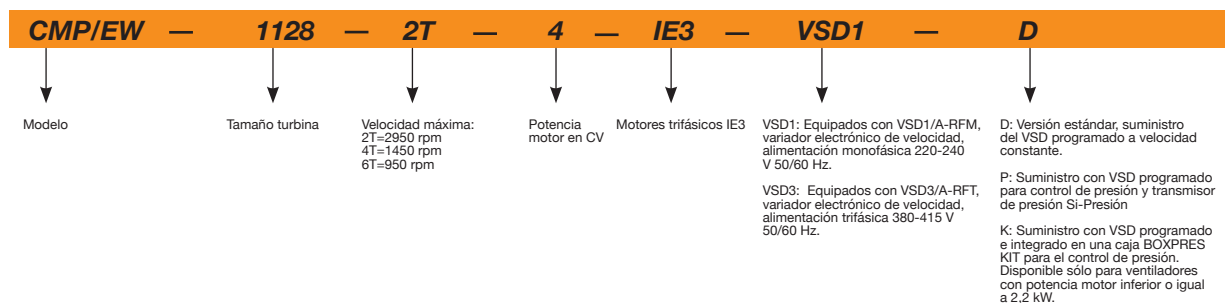 CMP/EW — 1128 — 2T — 4 — IE3 — VSD1 — D
Modelo
Tamaño turbina
Velocidad máxima:
2T=2950 rpm
4T=1450 rpm
6T=950 rpm
Potencia
motor en CV
Motores trifásicos IE3
VSD1: Equipados con VSD1/A-RFM,
variador electrónico de velocidad,
alimentación monofásica 220-240
V 50/60 Hz.
VSD3: Equipados con VSD3/A-RFT,
variador electrónico de velocidad,
alimentación trifásica 380-415 V
50/60 Hz.
D: Versión estándar, suministro
del VSD programado a velocidad
constante.
P: Suministro con VSD programado
para control de presión y transmisor
de presión Si-Presión
K: Suministro con VSD programado
e integrado en una caja BOXPRES
KIT para el control de presión.
Disponible sólo para ventiladores
con potencia motor inferior o igual
a 2,2 kW.